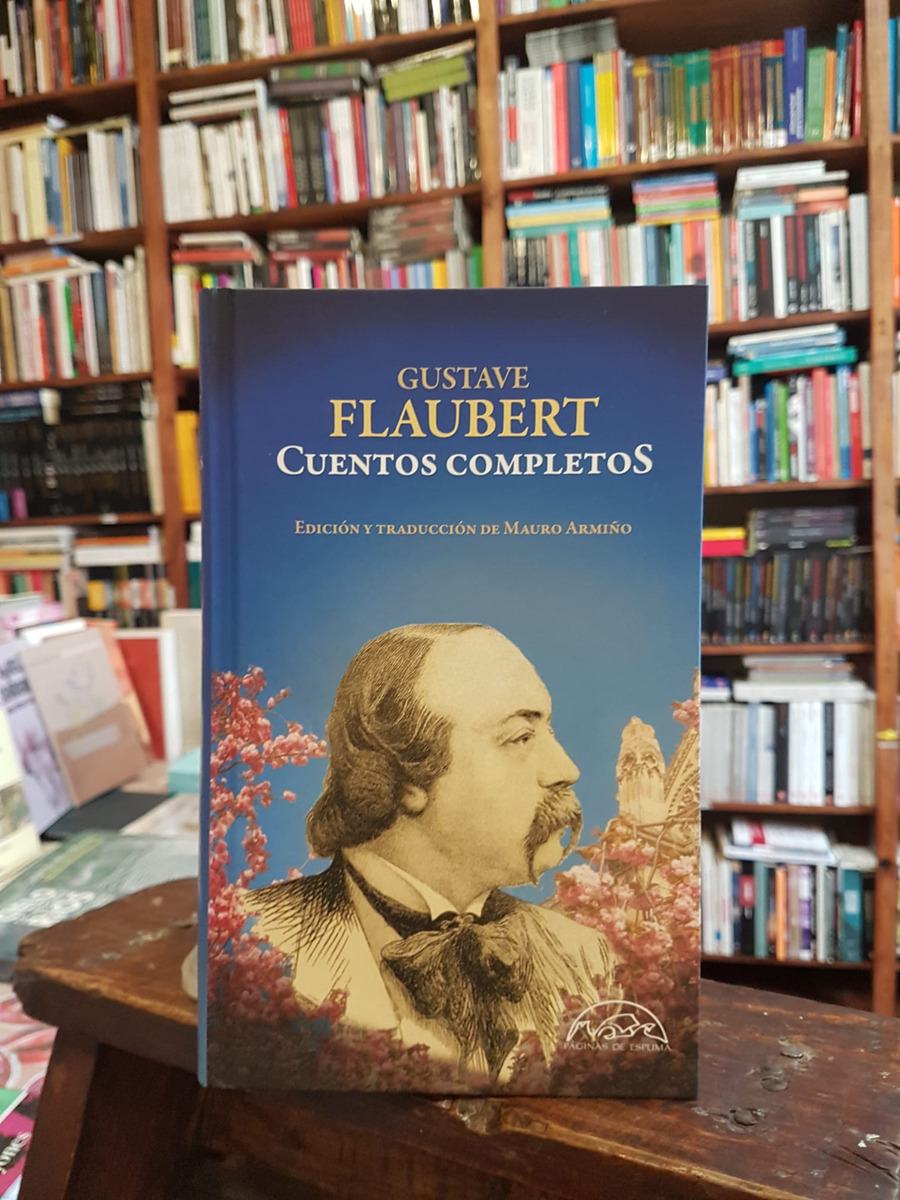 GUSTAVE
FLAUBERT
CUENTOS COMPLETOS
EDICIÓN Y TRADUCCIÓN DE MAURO ARMIÑO
PÁGINAS DE ESPUMA